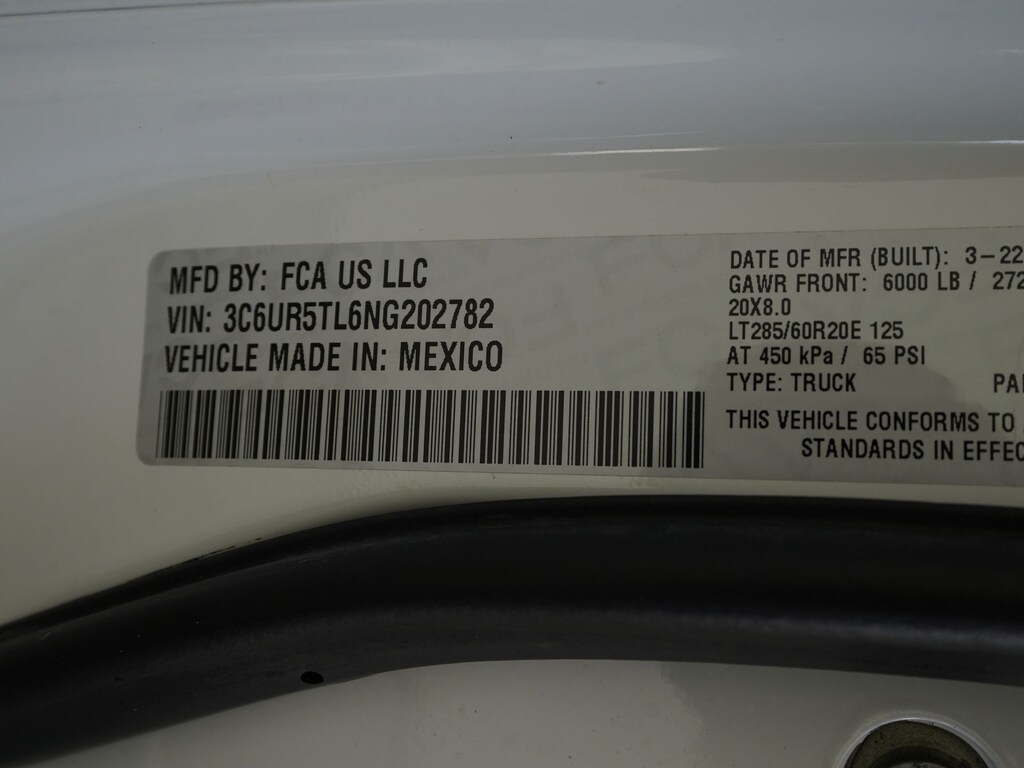 MFD BY: FCA US LLC
VIN: 3C6UR5TL6NG202782
VEHICLE MADE IN: MEXICO
DATE OF MFR (BUILT): 3-22
GAWR FRONT: 6000 LB / 272
20X8.0
LT285/60R20E 125
AT 450 kPa / 65 PSI
TYPE: TRUCK PA
THIS VEHICLE CONFORMS TO
STANDARDS IN EFFEC